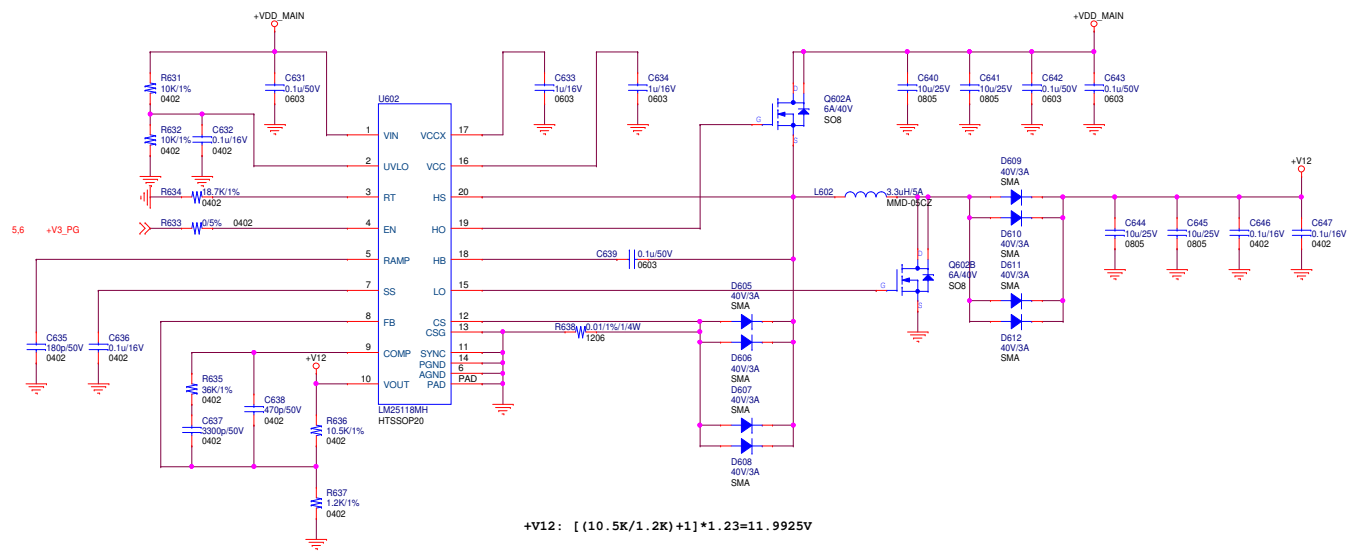 +VDD_MAIN
+VDD_MAIN
R631
10K/1%
0402
C631
0.1u/50V
0603
U602
C633
1u/16V
0603
C634
1u/16V
0603
D
Q602A
6A/40V
SO8
G
S
C640
10u/25V
0805
C641
10u/25V
0805
C642
0.1u/50V
0603
C643
0.1u/50V
0603
R632
10K/1%
0402
C632
0.1u/16V
0402
1 VIN VCCX 17
2 UVLO VCC 16
3 RT HS 20
4 EN HO 19
5 RAMP HB 18
7 SS LO 15
8 FB CS 12
CSG 13
9 COMP SYNC 11
PGND 14
AGND 6
10 VOUT PAD PAD
LM25118MH
HTSSOP20
R634 18.7K/1%
0402
5,6 +V3_PG
R633 0/5% 0402
L602 3.3uH/5A
MMD-05CZ
D609
40V/3A
SMA
D610
40V/3A
SMA
D611
40V/3A
SMA
D612
40V/3A
SMA
+V12
C644
10u/25V
0805
C645
10u/25V
0805
C646
0.1u/16V
0402
C647
0.1u/16V
0402
C639 0.1u/50V
0603
D
Q602B
6A/40V
SO8
G
S
D605
40V/3A
SMA
D606
40V/3A
SMA
D607
40V/3A
SMA
D608
40V/3A
SMA
R638 0.01/1%/1/4W
1206
C635
180p/50V
0402
C636
0.1u/16V
0402
+V12
R635
36K/1%
0402
C637
3300p/50V
0402
C638
470p/50V
0402
R636
10.5K/1%
0402
R637
1.2K/1%
0402
+V12: [(10.5K/1.2K)+1]*1.23=11.9925V